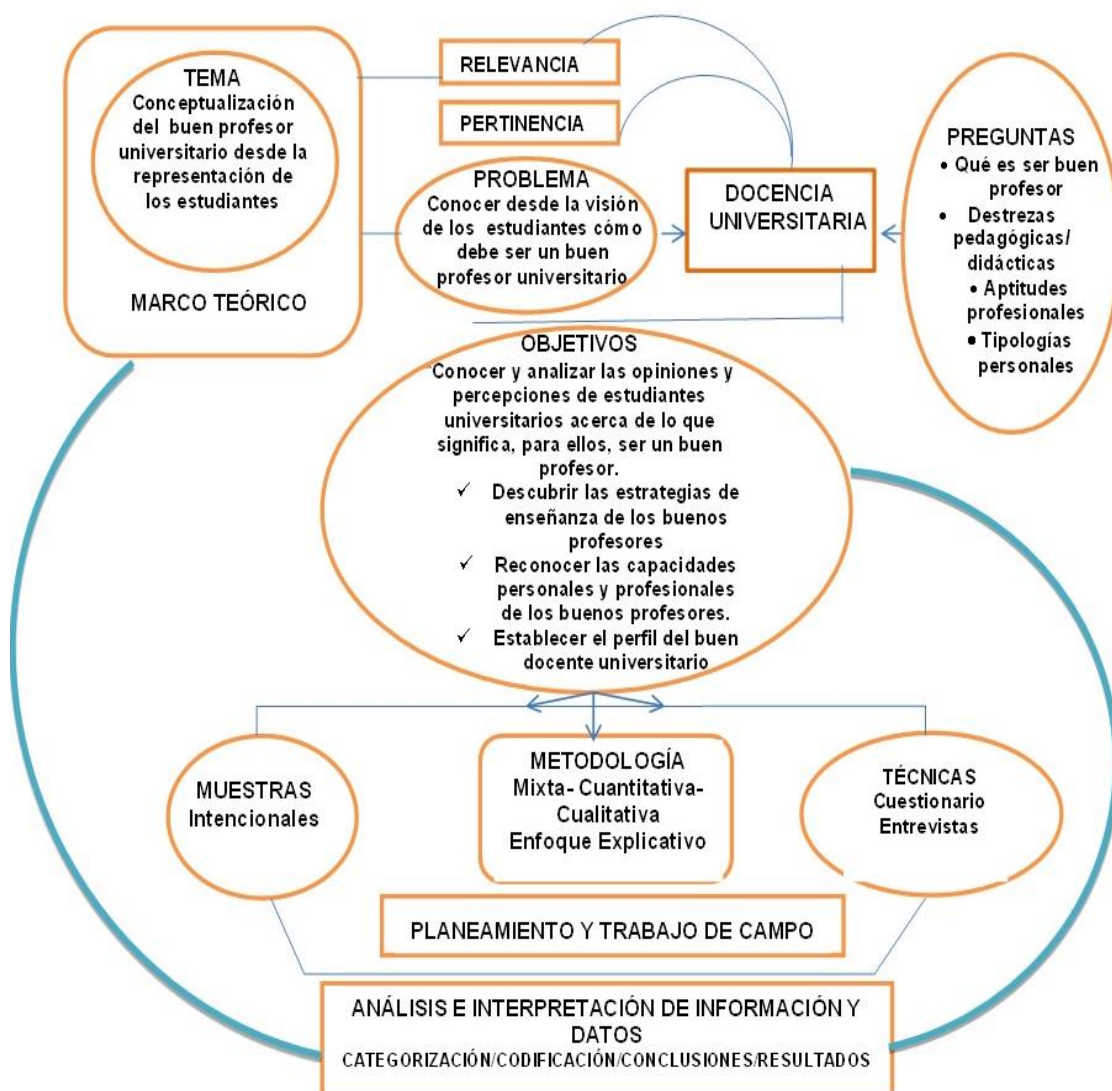 TEMA
Conceptualización
del buen profesor
universitario desde la
representación de
los estudiantes
MARCO TEÓRICO
RELEVANCIA
PERTINENCIA
PROBLEMA
Conocer desde la visión
de los estudiantes cómo
debe ser un buen
profesor universitario
DOCENCIA
UNIVERSITARIA
PREGUNTAS
• Qué es ser buen
profesor
• Destrezas
pedagógicas/
didácticas
• Aptitudes
profesionales
• Tipologías
personales
OBJETIVOS
Conocer y analizar las opiniones y
percepciones de estudiantes
universitarios acerca de lo que
significa, para ellos, ser un buen
profesor.
✓ Descubrir las estrategias de
enseñanza de los buenos
profesores
✓ Reconocer las capacidades
personales y profesionales
de los buenos profesores.
✓ Establecer el perfil del buen
docente universitario
MUESTRAS
Intencionales
METODOLOGÍA
Mixta- Cuantitativa-
Cualitativa
Enfoque Explicativo
TÉCNICAS
Cuestionario
Entrevistas
PLANEAMIENTO Y TRABAJO DE CAMPO
ANÁLISIS E INTERPRETACIÓN DE INFORMACIÓN Y
DATOS
CATEGORIZACIÓN/CODIFICACIÓN/CONCLUSIONES/RESULTADOS